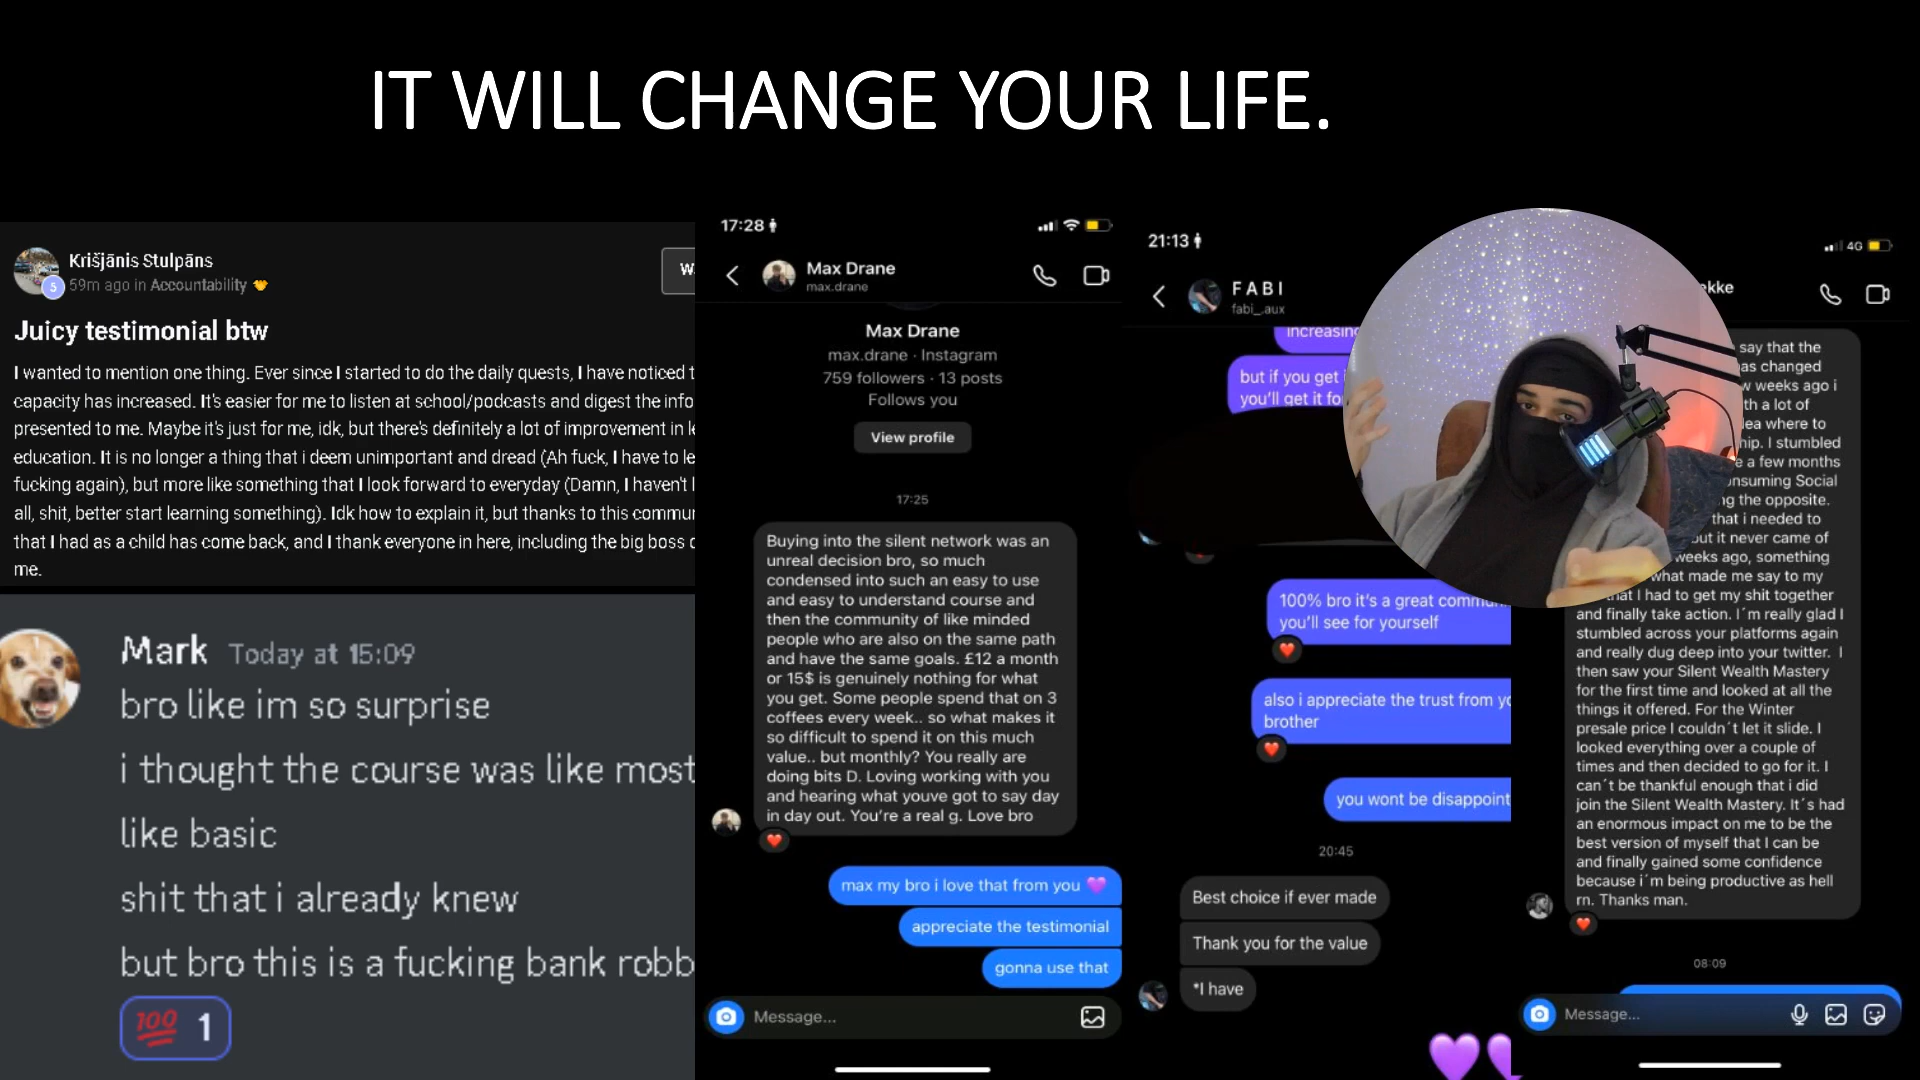 IT WILL CHANGE YOUR LIFE.
Krišjānis Stulpāns
5
59m ago in Accountability
W
Juicy testimonial btw
I wanted to mention one thing. Ever since I started to do the daily quests, I have noticed
capacity has increased. It's easier for me to listen at school/podcasts and digest the info
presented to me. Maybe it's just for me, idk, but there's definitely a lot of improvement in
education. It is no longer a thing that i deem unimportant and dread (Ah fuck, I have to
fucking again), but more like something that I look forward to everyday (Damn, I haven't
all, shit, better start learning something). Idk how to explain it, but thanks to this
that I had as a child has come back, and I thank everyone in here, including the big boss
me.
Mark Today at 15:09
bro like im so surprise
i thought the course was like most
like basic
shit that i already knew
but bro this is a fucking bank robb
💯 1
17:28
Max Drane
max.drane
Max Drane
max.drane · Instagram
759 followers · 13 posts
Follows you
View profile
17:25
Buying into the silent network was an
unreal decision bro, so much
condensed into such an easy to use
and easy to understand course and
then the community of like minded
people who are also on the same path
and have the same goals. £12 a month
or 15$ is genuinely nothing for what
you get. Some people spend that on 3
coffees every week.. so what makes it
so difficult to spend it on this much
value.. but monthly? You really are
doing bits D. Loving working with you
and hearing what youve got to say day
in day out. You're a real g. Love bro
max my bro i love that from you 💜
appreciate the testimonial
gonna use that
Message...
21:13
F A B I
fabi_.aux
increasing
but if you get
you'll get it for
100% bro it's a great
you'll see for yourself
also i appreciate the trust from
brother
you wont be disappoint
20:45
Best choice if ever made
Thank you for the value
*I have
4G
ekke
say that the
has changed
weeks ago i
with a lot of
idea where to
I stumbled
a few months
consuming Social
the opposite.
that i needed to
but it never came of
weeks ago, something
what made me say to my
that I had to get my shit together
and finally take action. I´m really glad I
stumbled across your platforms again
and really dug deep into your twitter. I
then saw your Silent Wealth Mastery
for the first time and looked at all the
things it offered. For the Winter
presale price I couldn´t let it slide. I
looked everything over a couple of
times and then decided to go for it. I
can´t be thankful enough that i did
join the Silent Wealth Mastery. It´s had
an enormous impact on me to be the
best version of myself that I can be
and finally gained some confidence
because i´m being productive as hell
rn. Thanks man.
08:09
Message...